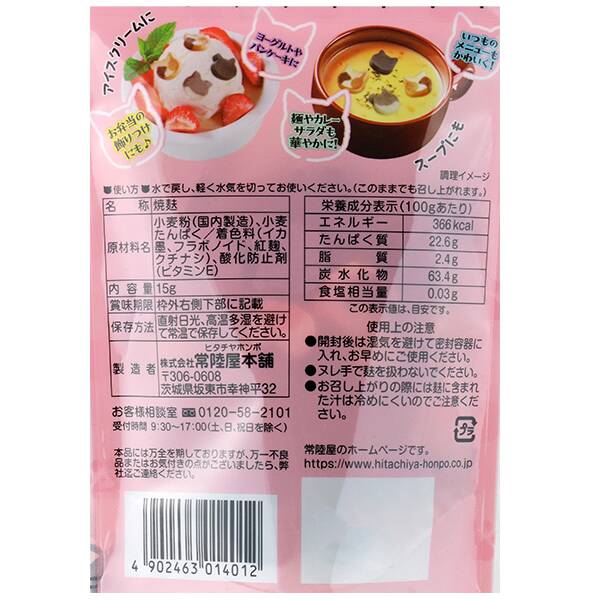 アイスクリームに
ヨーグルトや
パンケーキに
お弁当の
飾りつけ
にも♪
麺やカレー
サラダも
華やかに!
いつもの
メニューも
かわいく!
スープにも
調理イメージ
使い方 水で戻し、軽く水気を切ってお使いください。(このままでも召し上がれます。)
名称 焼麩
原材料名 小麦粉(国内製造)、小麦
たんぱく/着色料(イカ
墨、フラボノイド、紅麹、
クチナシ)、酸化防止剤
(ビタミンE)
内容量 15g
賞味期限 枠外右側下部に記載
保存方法 直射日光、高温多湿を避け
て常温で保存してください。
製造者 ヒタチヤホンポ
株式会社 常陸屋本舗
〒306-0608
茨城県坂東市幸神平32
お客様相談室 0120-58-2101
受付時間 9:30〜17:00(土、日、祝日を除く)
本品には万全を期しておりますが、万一不良
品またはお気付きの点がございましたら、弊
社迄ご連絡ください。
4 902463 014012
栄養成分表示(100gあたり)
エネルギー 366kcal
たんぱく質 22.6g
脂質 2.4g
炭水化物 63.4g
食塩相当量 0.03g
この表示値は、目安です。
使用上の注意
●開封後は湿気を避けて密封容器に
入れ、お早めにご使用ください。
●ヌレ手で麩を扱わないでください。
●お召し上がりの際には麩に含まれ
た汁は冷めにくいのでご注意くだ
さい。
プラ
常陸屋のホームページです。
https://www.hitachiya-honpo.co.jp